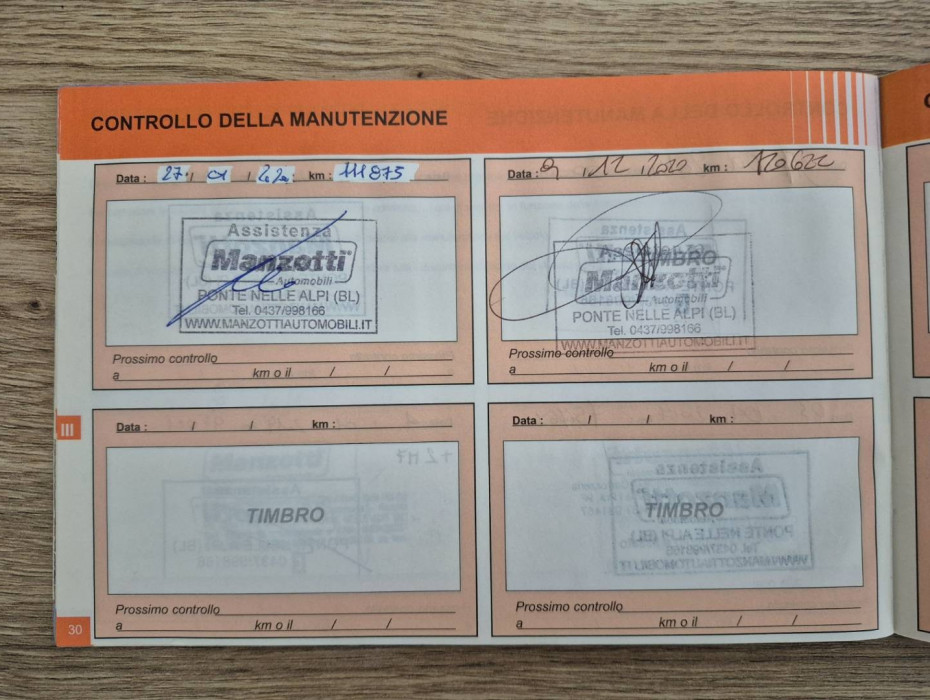 CONTROLLO DELLA MANUTENZIONE
Data : 27 / 01 / km : 111875
Assistenza
Manzotti
Automobili
PONTE NELLE ALPI (BL)
Tel. 0437/998166
WWW.MANZOTTIAUTOMOBILI.IT
Prossimo controllo
a km o il / /
Data : 9 / 12 / 2020 km : 120622
Assistenza
TIMBRO
Manzotti
Automobili
PONTE NELLE ALPI (BL)
Tel. 0437/998166
WWW.MANZOTTIAUTOMOBILI.IT
Prossimo controllo
a km o il / /
III
Data : / / km :
TIMBRO
Prossimo controllo
a km o il / /
Data : / / km :
TIMBRO
Prossimo controllo
a km o il / /
30